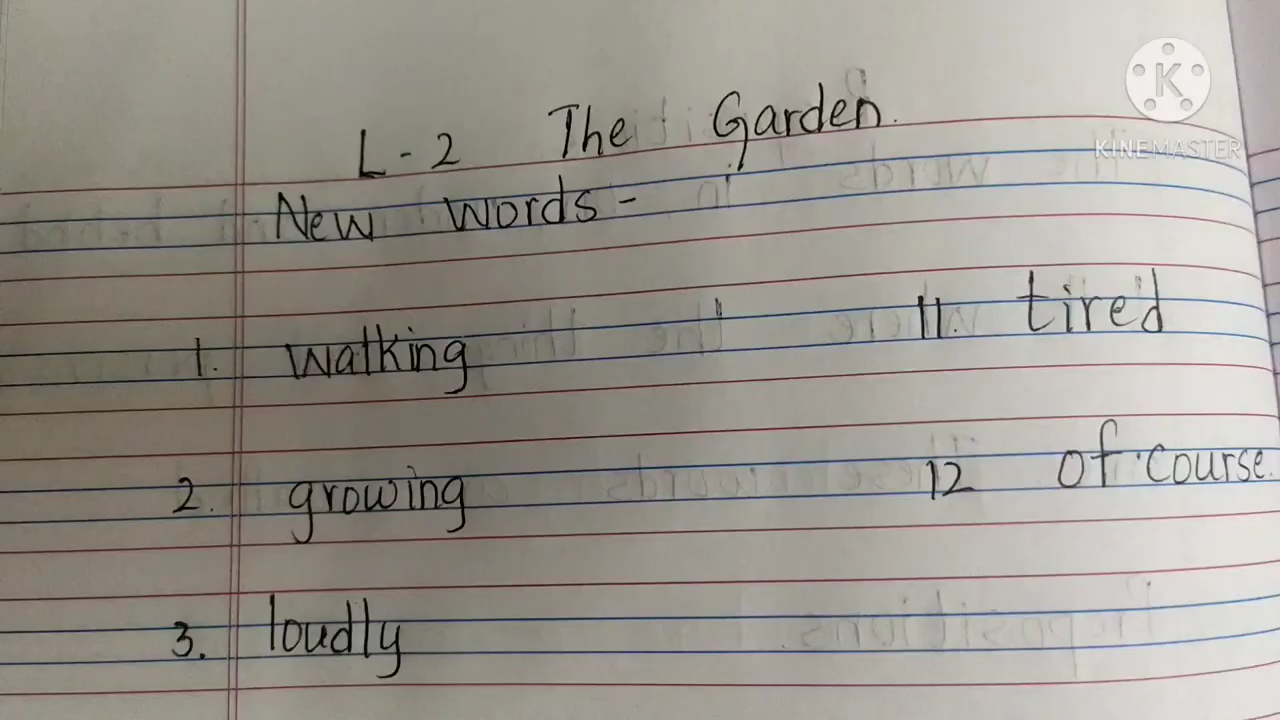 L-2 The Garden.
New words -
1. walking 11. tired
2. growing 12 of course.
3. loudly
KINEMASTER